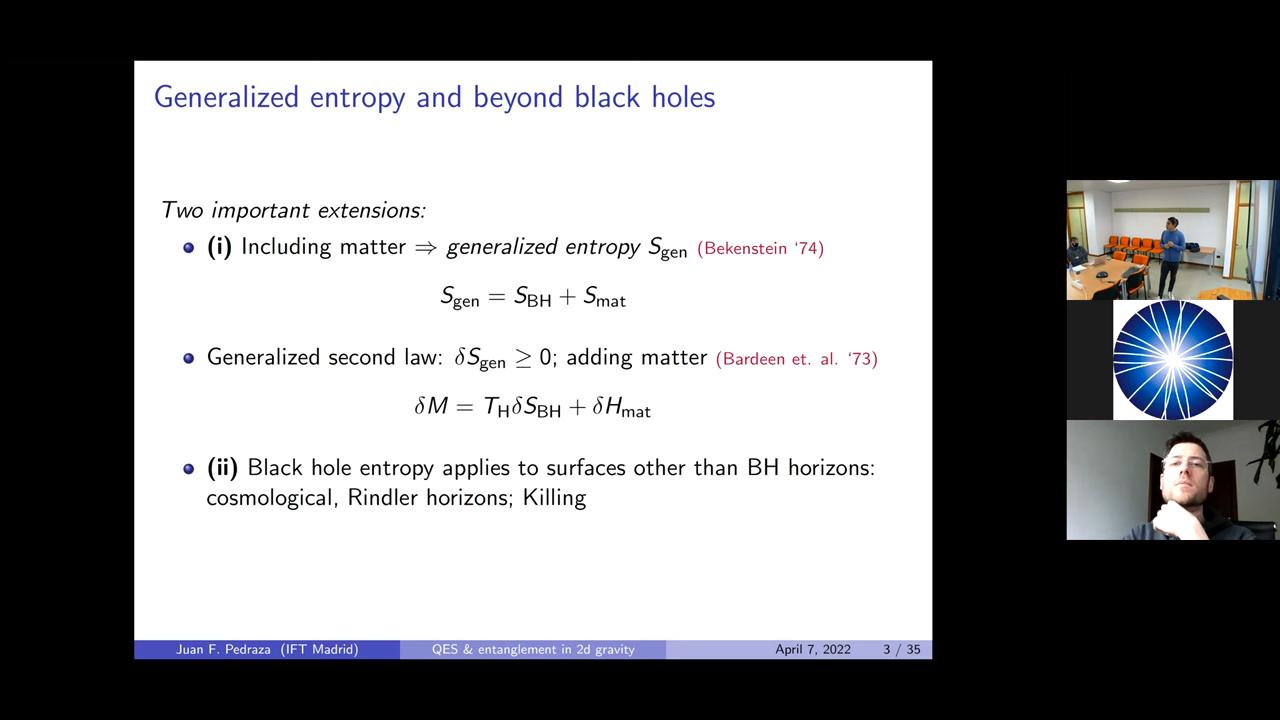 Generalized entropy and beyond black holes
Two important extensions:
(i) Including matter ⇒ generalized entropy S_gen (Bekenstein ‘74)
S_gen = S_BH + S_mat
Generalized second law: δS_gen ≥ 0; adding matter (Bardeen et. al. ‘73)
δM = T_H δS_BH + δH_mat
(ii) Black hole entropy applies to surfaces other than BH horizons:
cosmological, Rindler horizons; Killing
Juan F. Pedraza (IFT Madrid) QES & entanglement in 2d gravity April 7, 2022 3 / 35